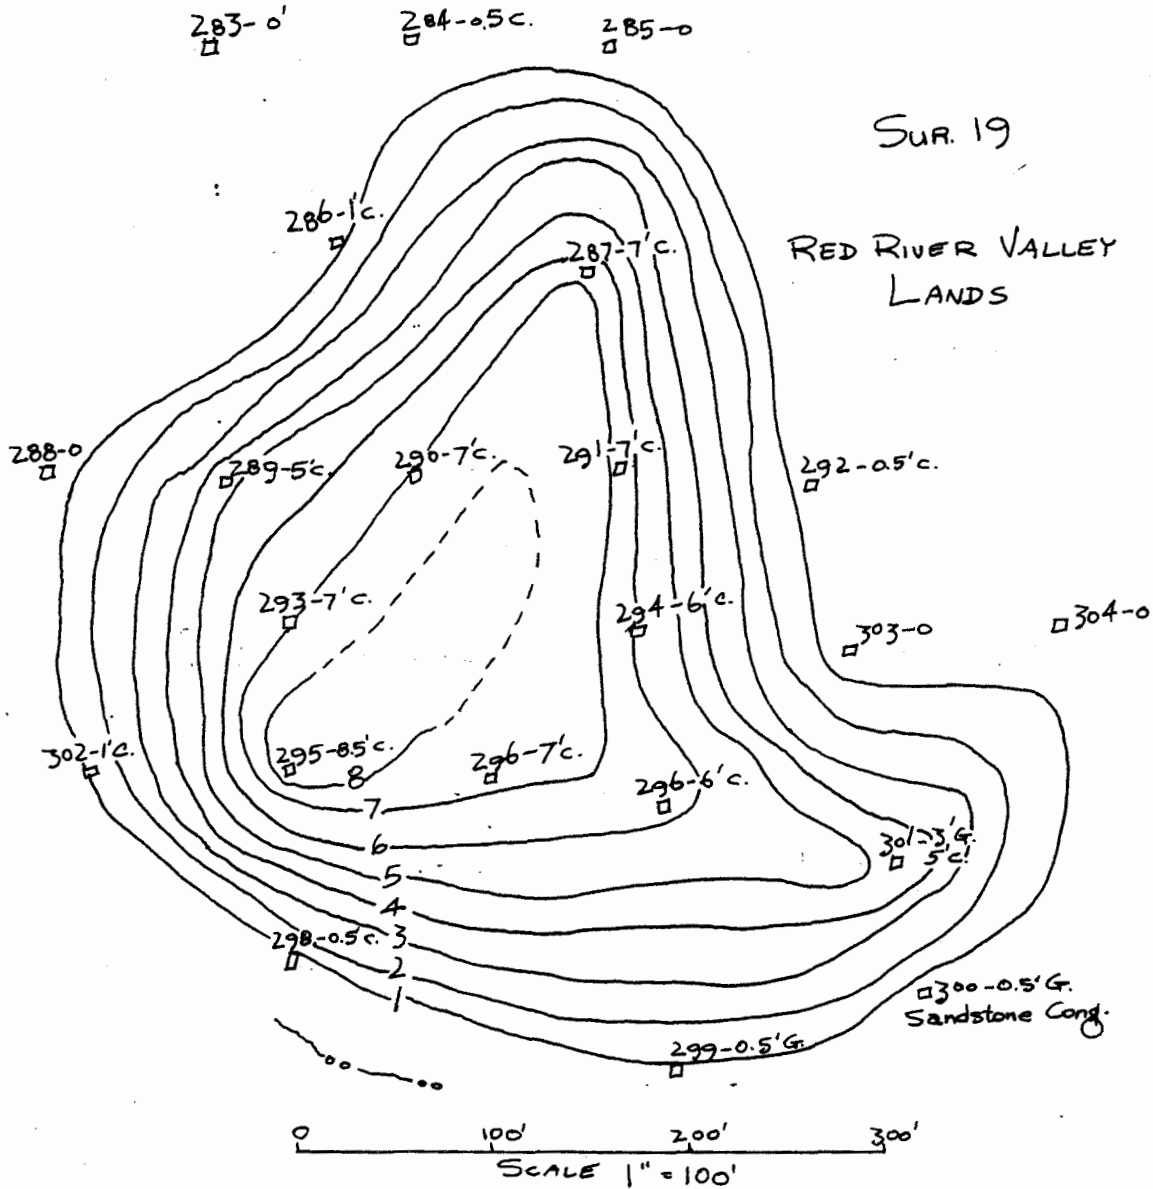 283-0'
284-0.5c.
285-0
SUR. 19
286-1'c.
RED RIVER VALLEY
LANDS
287-7'c.
288-0
289-5'c.
290-7'c.
291-7'c.
292-0.5'c.
293-7'c.
294-6'c.
303-0
304-0
302-1'c.
295-8.5'c.
296-7'c.
296-6'c.
8
7
6
5
4
3
2
1
301-3'G.
5'c!
298-0.5'c.
300-0.5'G.
Sandstone Cong.
299-0.5'G.
0 100' 200' 300'
SCALE 1" = 100'